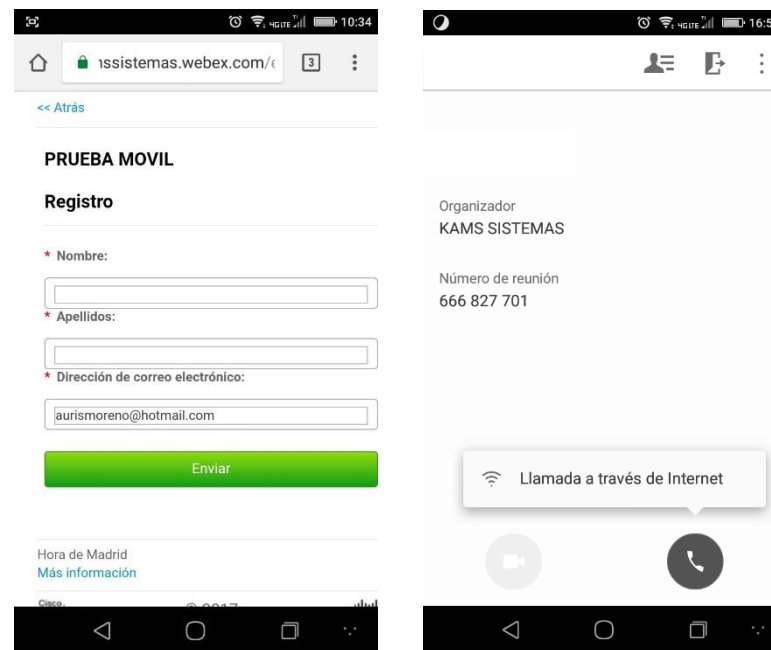 10:34
ıssistemas.webex.com/e
3
<< Atrás
PRUEBA MOVIL
Registro
* Nombre:
* Apellidos:
* Dirección de correo electrónico:
aurismoreno@hotmail.com
Enviar
Hora de Madrid
Más información
16:5
Organizador
KAMS SISTEMAS
Número de reunión
666 827 701
Llamada a través de Internet